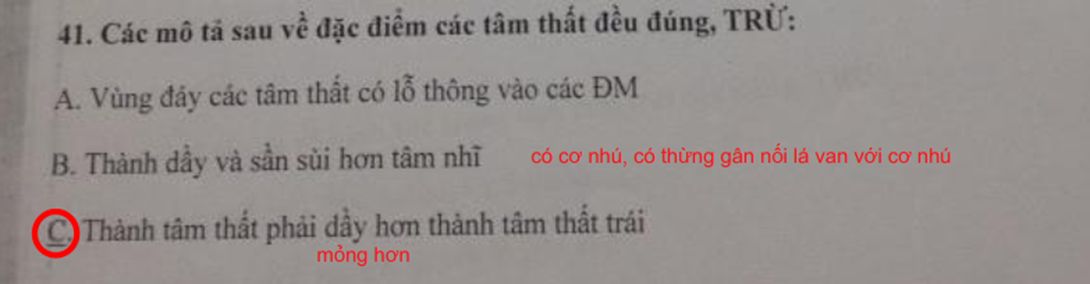 41. Các mô tả sau về đặc điểm các tâm thất đều đúng, TRỪ:
A. Vùng đáy các tâm thất có lỗ thông vào các ĐM
B. Thành dầy và sần sùi hơn tâm nhĩ có cơ nhú, có thừng gân nối lá van với cơ nhú
C. Thành tâm thất phải dầy hơn thành tâm thất trái
mỏng hơn